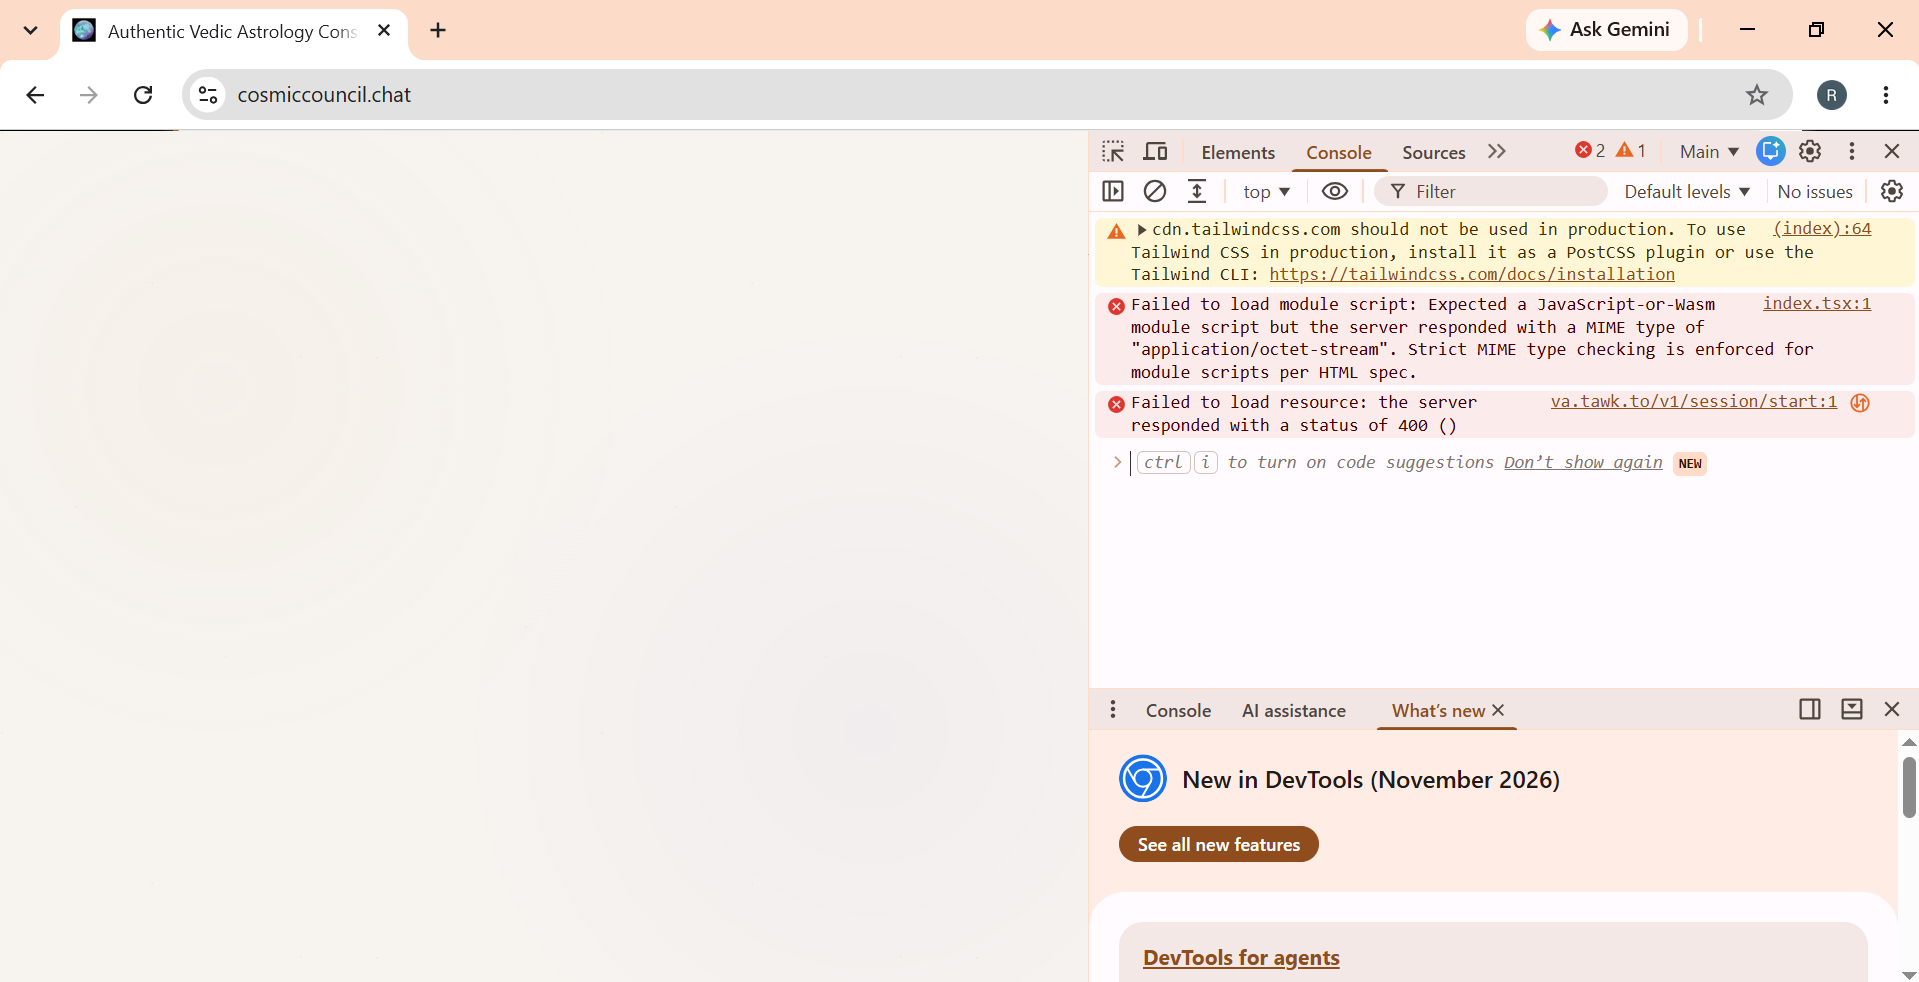 Authentic Vedic Astrology Cons
Ask Gemini
cosmiccouncil.chat
R
Elements
Console
Sources
2
1
Main
top
Filter
Default levels
No issues
cdn.tailwindcss.com should not be used in production. To use (index):64
Tailwind CSS in production, install it as a PostCSS plugin or use the
Tailwind CLI: https://tailwindcss.com/docs/installation
Failed to load module script: Expected a JavaScript-or-Wasm index.tsx:1
module script but the server responded with a MIME type of
"application/octet-stream". Strict MIME type checking is enforced for
module scripts per HTML spec.
Failed to load resource: the server va.tawk.to/v1/session/start:1
responded with a status of 400 ()
ctrl i to turn on code suggestions Don’t show again NEW
Console
AI assistance
What’s new
New in DevTools (November 2026)
See all new features
DevTools for agents